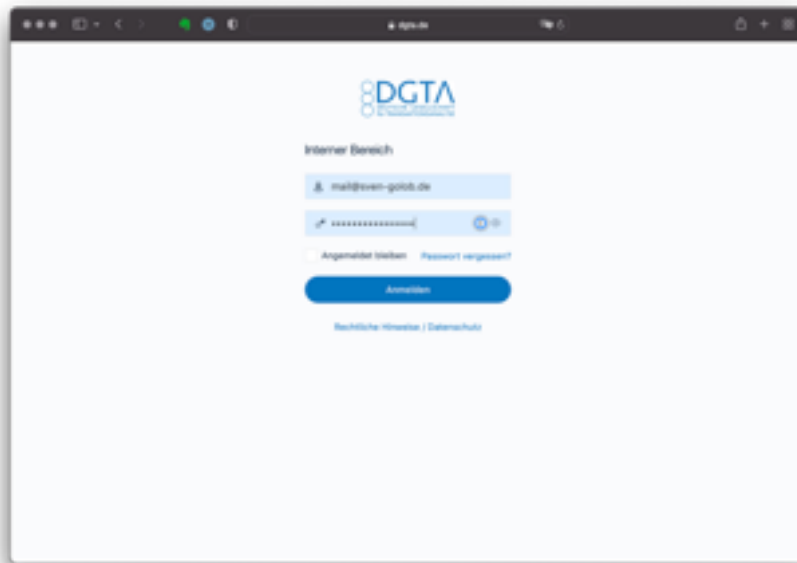 dgta.de
DGTA
Interner Bereich
mail@sven-golob.de
Angemeldet bleiben Passwort vergessen?
Anmelden
Rechtliche Hinweise / Datenschutz